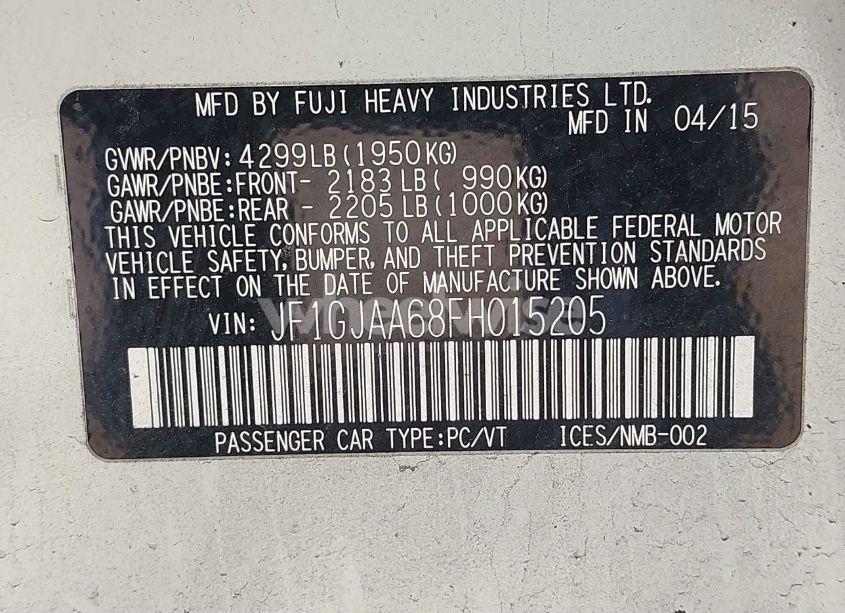 MFD BY FUJI HEAVY INDUSTRIES LTD.
MFD IN 04/15
GVWR/PNBV: 4299LB (1950KG)
GAWR/PNBE:FRONT- 2183 LB ( 990KG)
GAWR/PNBE:REAR - 2205 LB (1000KG)
THIS VEHICLE CONFORMS TO ALL APPLICABLE FEDERAL MOTOR
VEHICLE SAFETY, BUMPER, AND THEFT PREVENTION STANDARDS
IN EFFECT ON THE DATE OF MANUFACTURE SHOWN ABOVE.
VIN: JF1GJAA68FH015205
PASSENGER CAR TYPE:PC/VT ICES/NMB-002